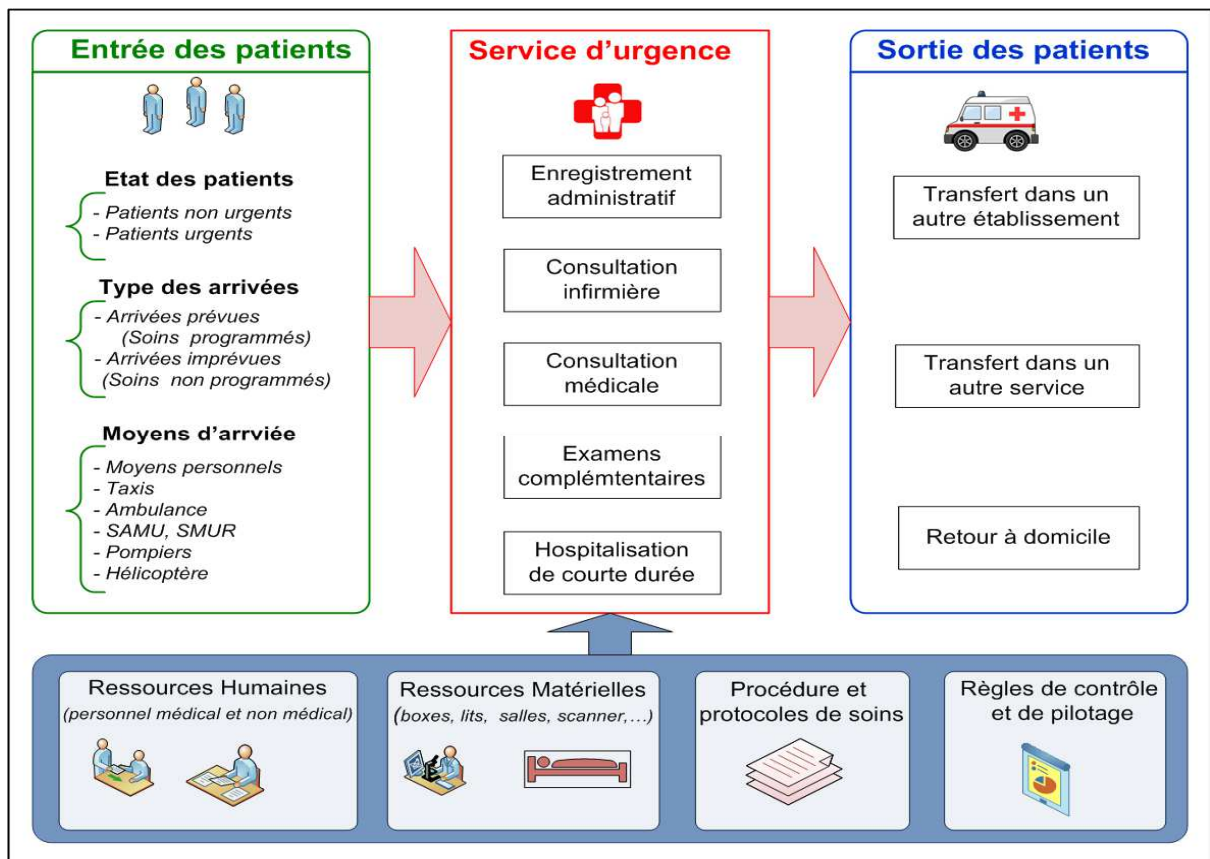 Entrée des patients
Etat des patients
- Patients non urgents
- Patients urgents
Type des arrivées
- Arrivées prévues
(Soins programmés)
- Arrivées imprévues
(Soins non programmés)
Moyens d'arrviée
- Moyens personnels
- Taxis
- Ambulance
- SAMU, SMUR
- Pompiers
- Hélicoptère
Service d'urgence
Enregistrement
administratif
Consultation
infirmière
Consultation
médicale
Examens
complémtentaires
Hospitalisation
de courte durée
Sortie des patients
Transfert dans un
autre établissement
Transfert dans un
autre service
Retour à domicile
Ressources Humaines
(personnel médical et non médical)
Ressources Matérielles
(boxes, lits, salles, scanner,...)
Procédure et
protocoles de soins
Règles de contrôle
et de pilotage